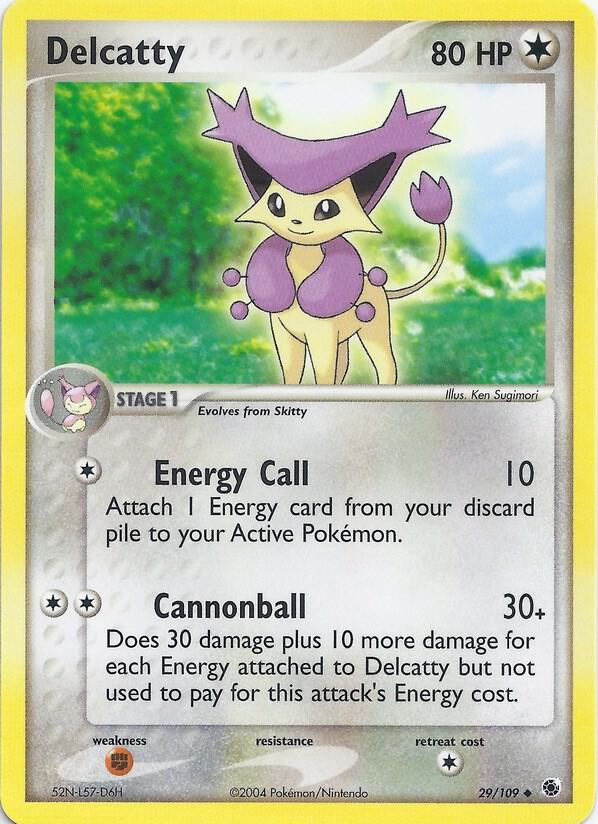 Delcatty 80 HP
Illus. Ken Sugimori
STAGE 1
Evolves from Skitty
Energy Call 10
Attach 1 Energy card from your discard
pile to your Active Pokémon.
Cannonball 30+
Does 30 damage plus 10 more damage for
each Energy attached to Delcatty but not
used to pay for this attack's Energy cost.
weakness resistance retreat cost
52N-L57-D6H ©2004 Pokémon/Nintendo 29/109